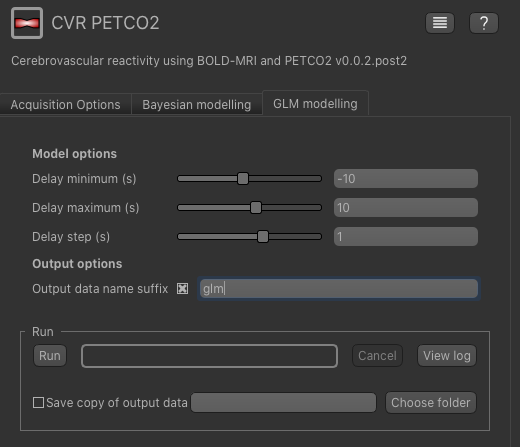 CVR PETCO2
?
Cerebrovascular reactivity using BOLD-MRI and PETCO2 v0.0.2.post2
Acquisition Options Bayesian modelling GLM modelling
Model options
Delay minimum (s) -10
Delay maximum (s) 10
Delay step (s) 1
Output options
Output data name suffix glm
Run
Run Cancel View log
Save copy of output data Choose folder